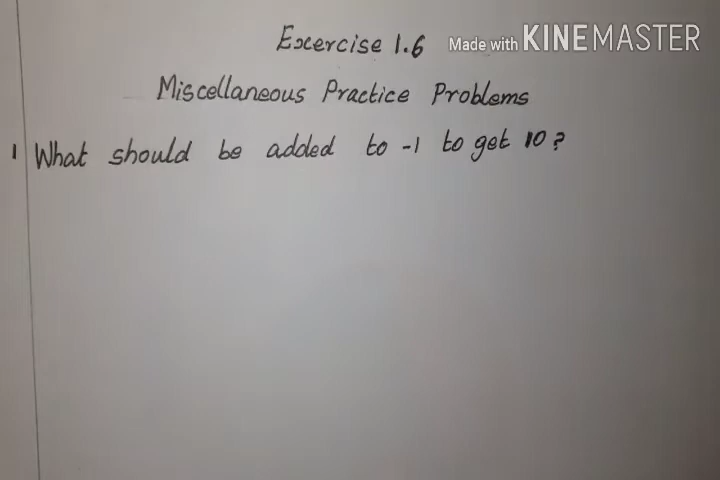 Excercise 1.6
Made with KINEMASTER
Miscellaneous Practice Problems
1 What should be added to -1 to get 10?